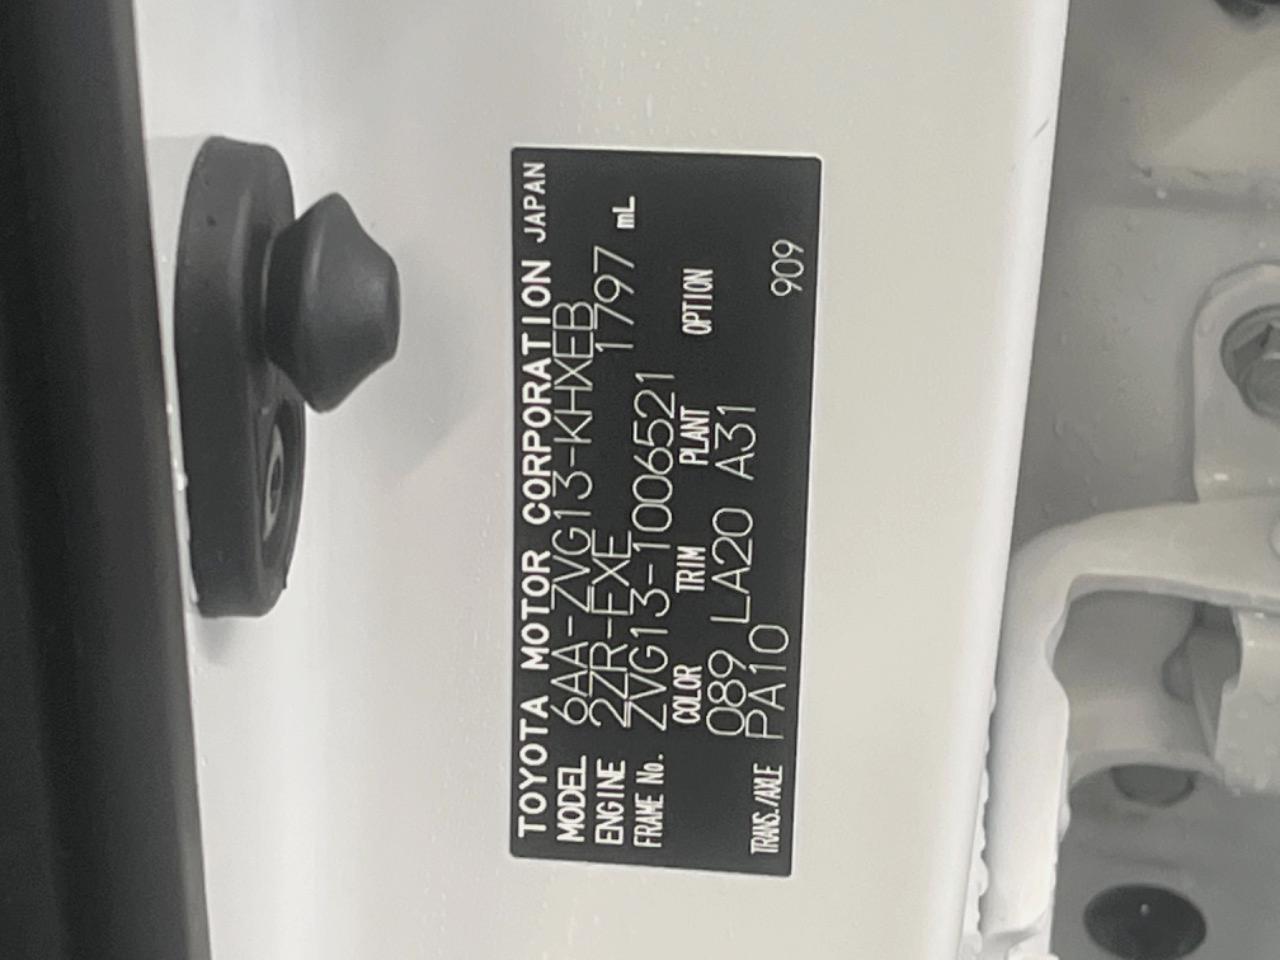 TOYOTA MOTOR CORPORATION JAPAN
MODEL 6AA-ZVG13-KHXEB
ENGINE 2ZR-FXE 1797 mL
FRAME No. ZVG13-1006521
COLOR TRIM PLANT OPTION
089 LA20 A31
TRANS./AXLE PA10 909